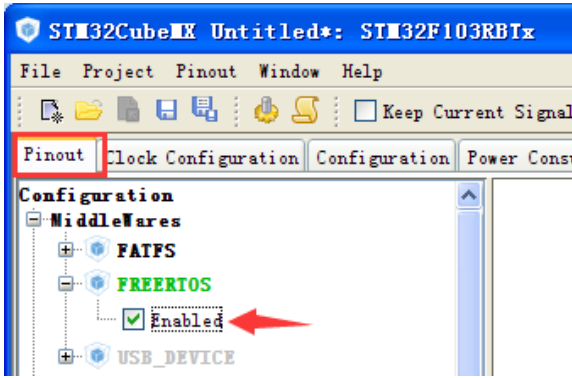 STM32CubeMX Untitled*: STM32F103RBTx
File Project Pinout Window Help
Keep Current Signal
Pinout Clock Configuration Configuration Power Cons
Configuration
MiddleWares
FATFS
FREERTOS
Enabled
USB_DEVICE